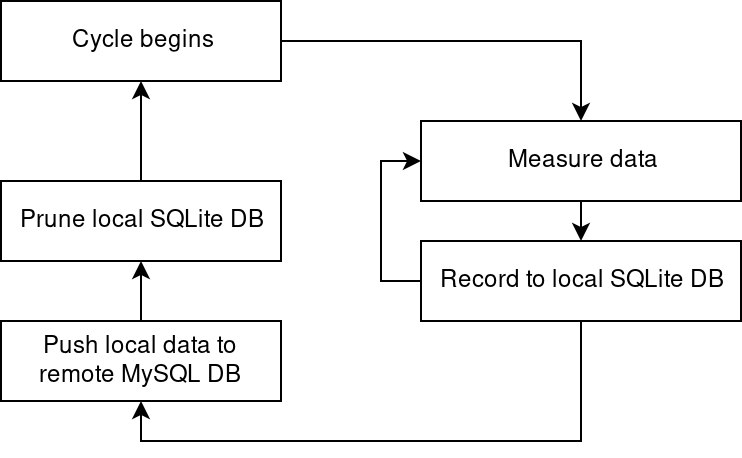 Cycle begins
Measure data
Prune local SQLite DB
Record to local SQLite DB
Push local data to
remote MySQL DB